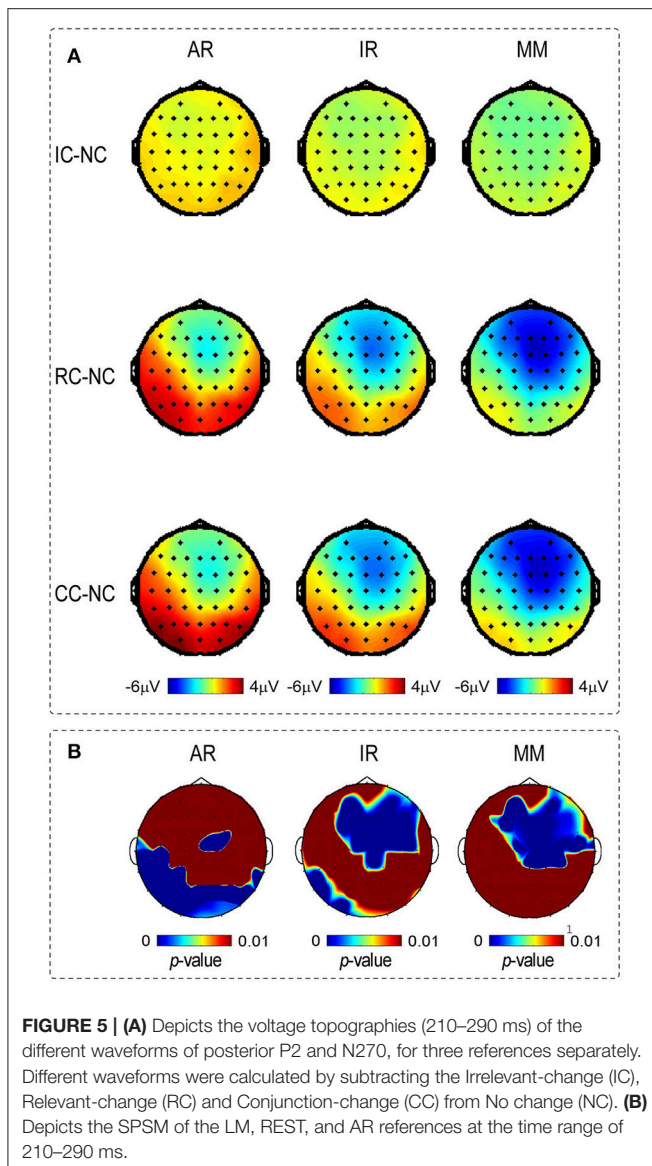 A
AR IR MM
IC-NC
RC-NC
CC-NC
-6μV 4μV -6μV 4μV -6μV 4μV
B
AR IR MM
0 0.01 0 0.01 0 0.01
1
p-value p-value p-value
FIGURE 5 | (A) Depicts the voltage topographies (210–290 ms) of the
different waveforms of posterior P2 and N270, for three references separately.
Different waveforms were calculated by subtracting the Irrelevant-change (IC),
Relevant-change (RC) and Conjunction-change (CC) from No change (NC). (B)
Depicts the SPSM of the LM, REST, and AR references at the time range of
210–290 ms.